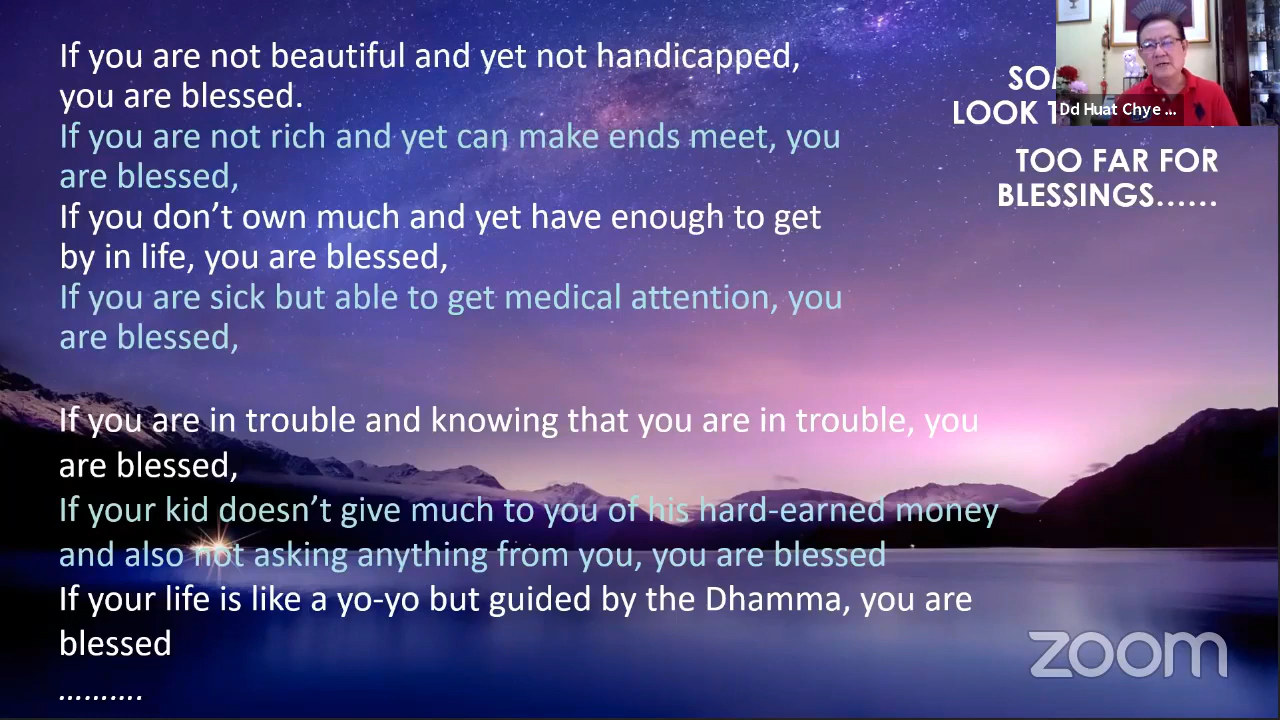 If you are not beautiful and yet not handicapped,
you are blessed.
If you are not rich and yet can make ends meet, you
are blessed,
If you don’t own much and yet have enough to get
by in life, you are blessed,
If you are sick but able to get medical attention, you
are blessed,
If you are in trouble and knowing that you are in trouble, you
are blessed,
If your kid doesn’t give much to you of his hard-earned money
and also not asking anything from you, you are blessed
If your life is like a yo-yo but guided by the Dhamma, you are
blessed
..........
LOOK
TOO FAR FOR
BLESSINGS......
Dd Huat Chye ...
zoom